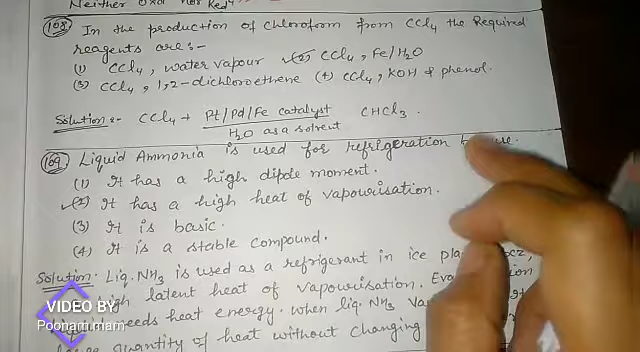 Neither oxd nor Redn
(108) In the production of chloroform from CCl4 the Required
reagents are:-
(1) CCl4, water vapour (2) CCl4, Fe/H2O
(3) CCl4, 1,2-dichloroethene (4) CCl4, KOH & phenol.
Solution:- CCl4 + Pt/Pd/Fe catalyst CHCl3.
H2O as a solvent
(109) Liquid Ammonia is used for refrigeration
(1) It has a high dipole moment.
(2) It has a high heat of vapourisation.
(3) It is basic.
(4) It is a stable compound.
Solution. Liq. NH3 is used as a refrigerant in ice
high latent heat of vapourisation.
needs heat energy. when liq. NH3
quantity of heat without changing
VIDEO BY
Poonam mam